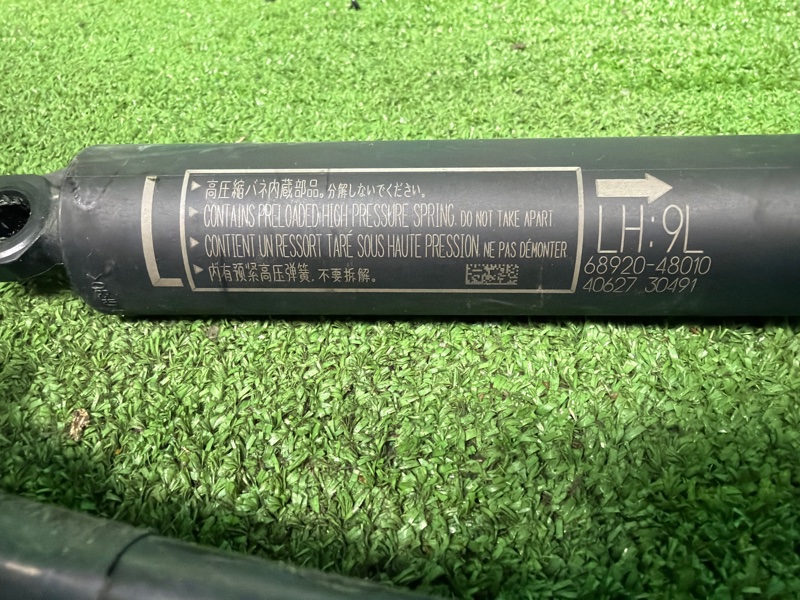 高圧縮バネ内蔵部品。分解しないでください。
CONTAINS PRELOADED HIGH PRESSURE SPRING. DO NOT TAKE APART
CONTIENT UN RESSORT TARÉ SOUS HAUTE PRESSION. NE PAS DÉMONTER
内有预紧高压弹簧.不要拆解。
L
LH:9L
68920-48010
40627 30491